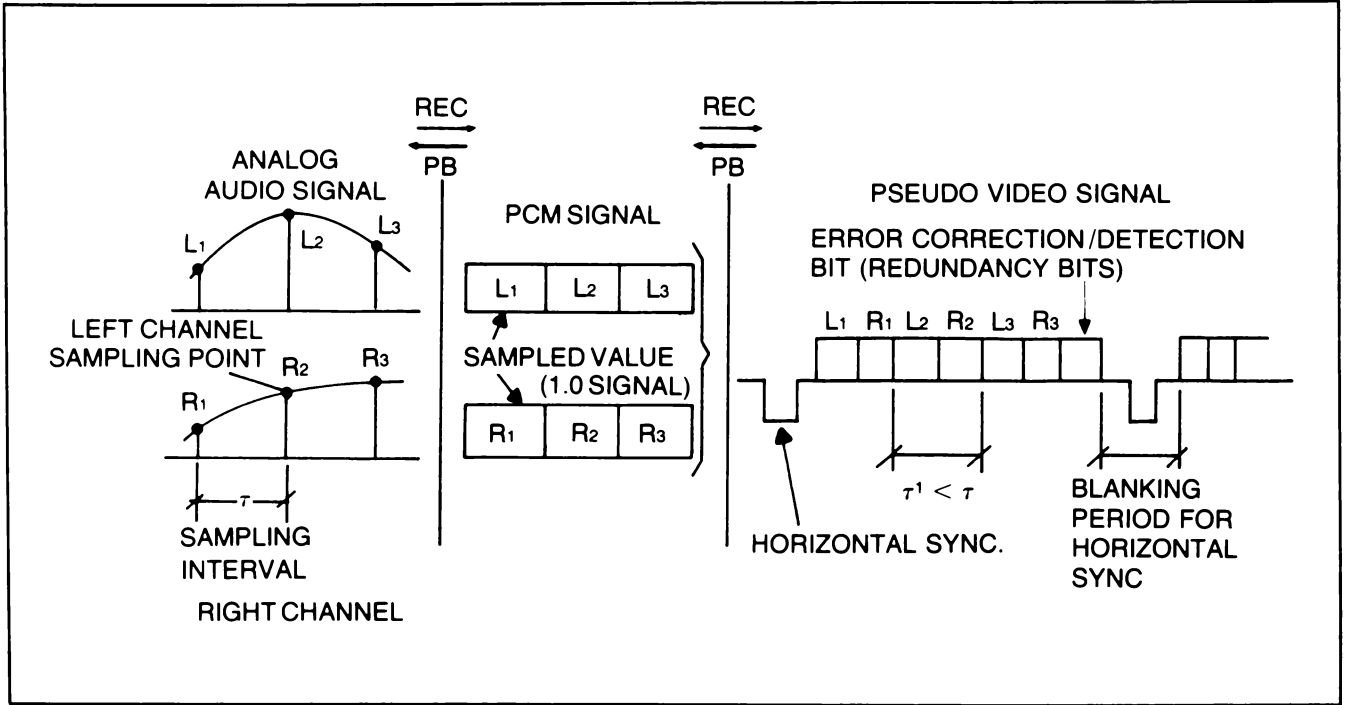 REC
PB
REC
PB
ANALOG
AUDIO SIGNAL
L1
L2
L3
LEFT CHANNEL
SAMPLING POINT
R1
R2
R3
τ
SAMPLING
INTERVAL
RIGHT CHANNEL
PCM SIGNAL
L1 L2 L3
SAMPLED VALUE
(1.0 SIGNAL)
R1 R2 R3
PSEUDO VIDEO SIGNAL
ERROR CORRECTION/DETECTION
BIT (REDUNDANCY BITS)
L1 R1 L2 R2 L3 R3
τ1 < τ
HORIZONTAL SYNC.
BLANKING
PERIOD FOR
HORIZONTAL
SYNC